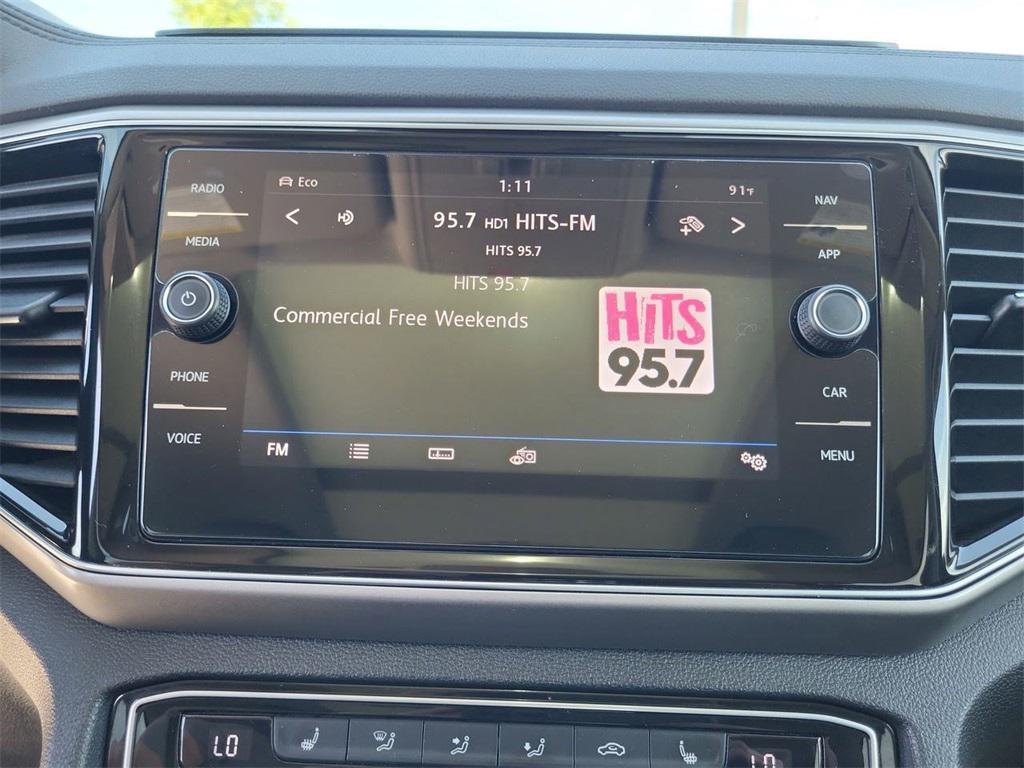 RADIO
MEDIA
PHONE
VOICE
Eco 1:11 91°F
95.7 HD1 HITS-FM
HITS 95.7
HITS 95.7
Commercial Free Weekends
HITS
95.7
FM
NAV
APP
CAR
MENU
LO LO